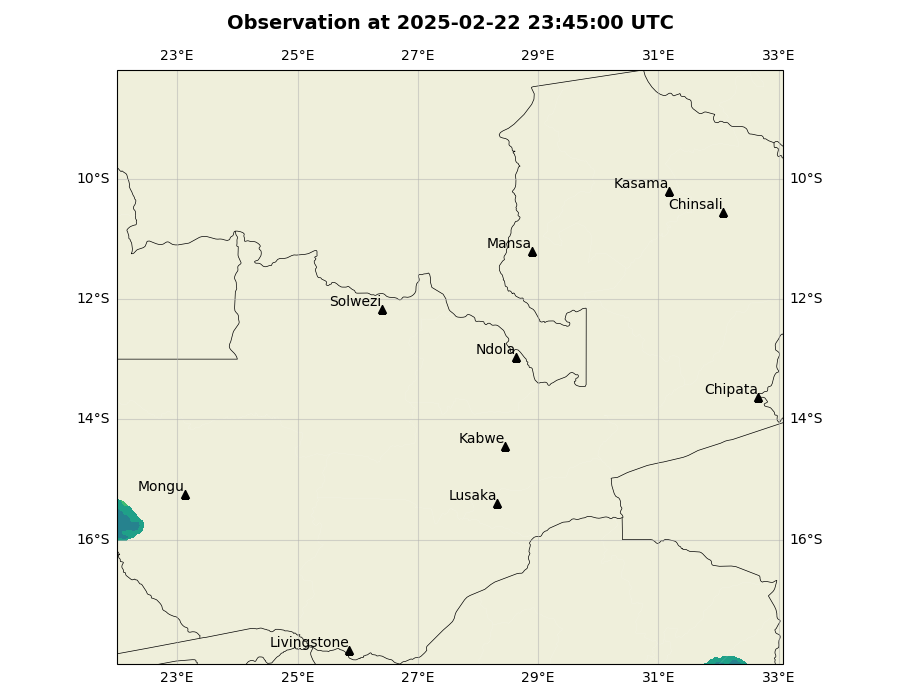 Observation at 2025-02-22 23:45:00 UTC
23°E 25°E 27°E 29°E 31°E 33°E
10°S 10°S
Kasama
Chinsali
Mansa
12°S 12°S
Solwezi
Ndola
Chipata
14°S 14°S
Kabwe
Mongu
Lusaka
16°S 16°S
Livingstone
23°E 25°E 27°E 29°E 31°E 33°E